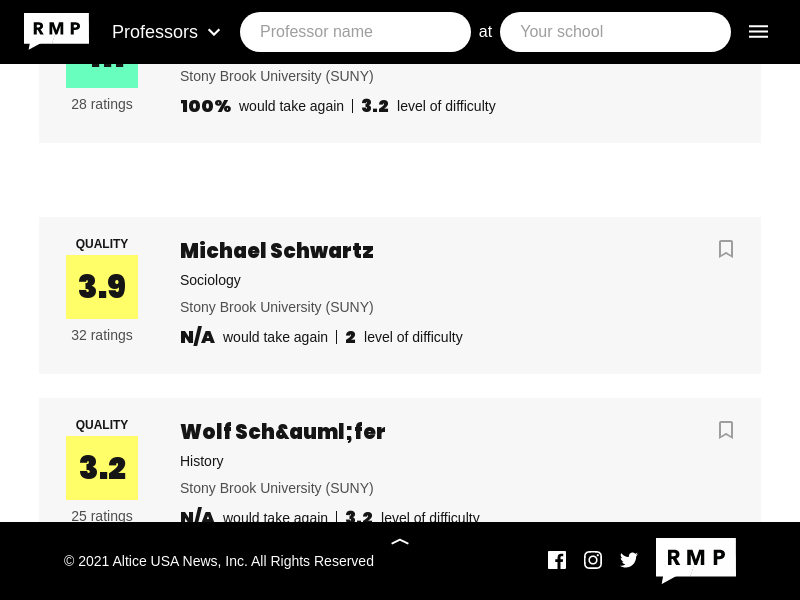 RMP
Professors
Professor name
at
Your school
Stony Brook University (SUNY)
28 ratings
100% would take again | 3.2 level of difficulty
QUALITY
3.9
32 ratings
Michael Schwartz
Sociology
Stony Brook University (SUNY)
N/A would take again | 2 level of difficulty
QUALITY
3.2
25 ratings
Wolf Sch&auml;fer
History
Stony Brook University (SUNY)
N/A would take again | 3.2 level of difficulty
© 2021 Altice USA News, Inc. All Rights Reserved
RMP